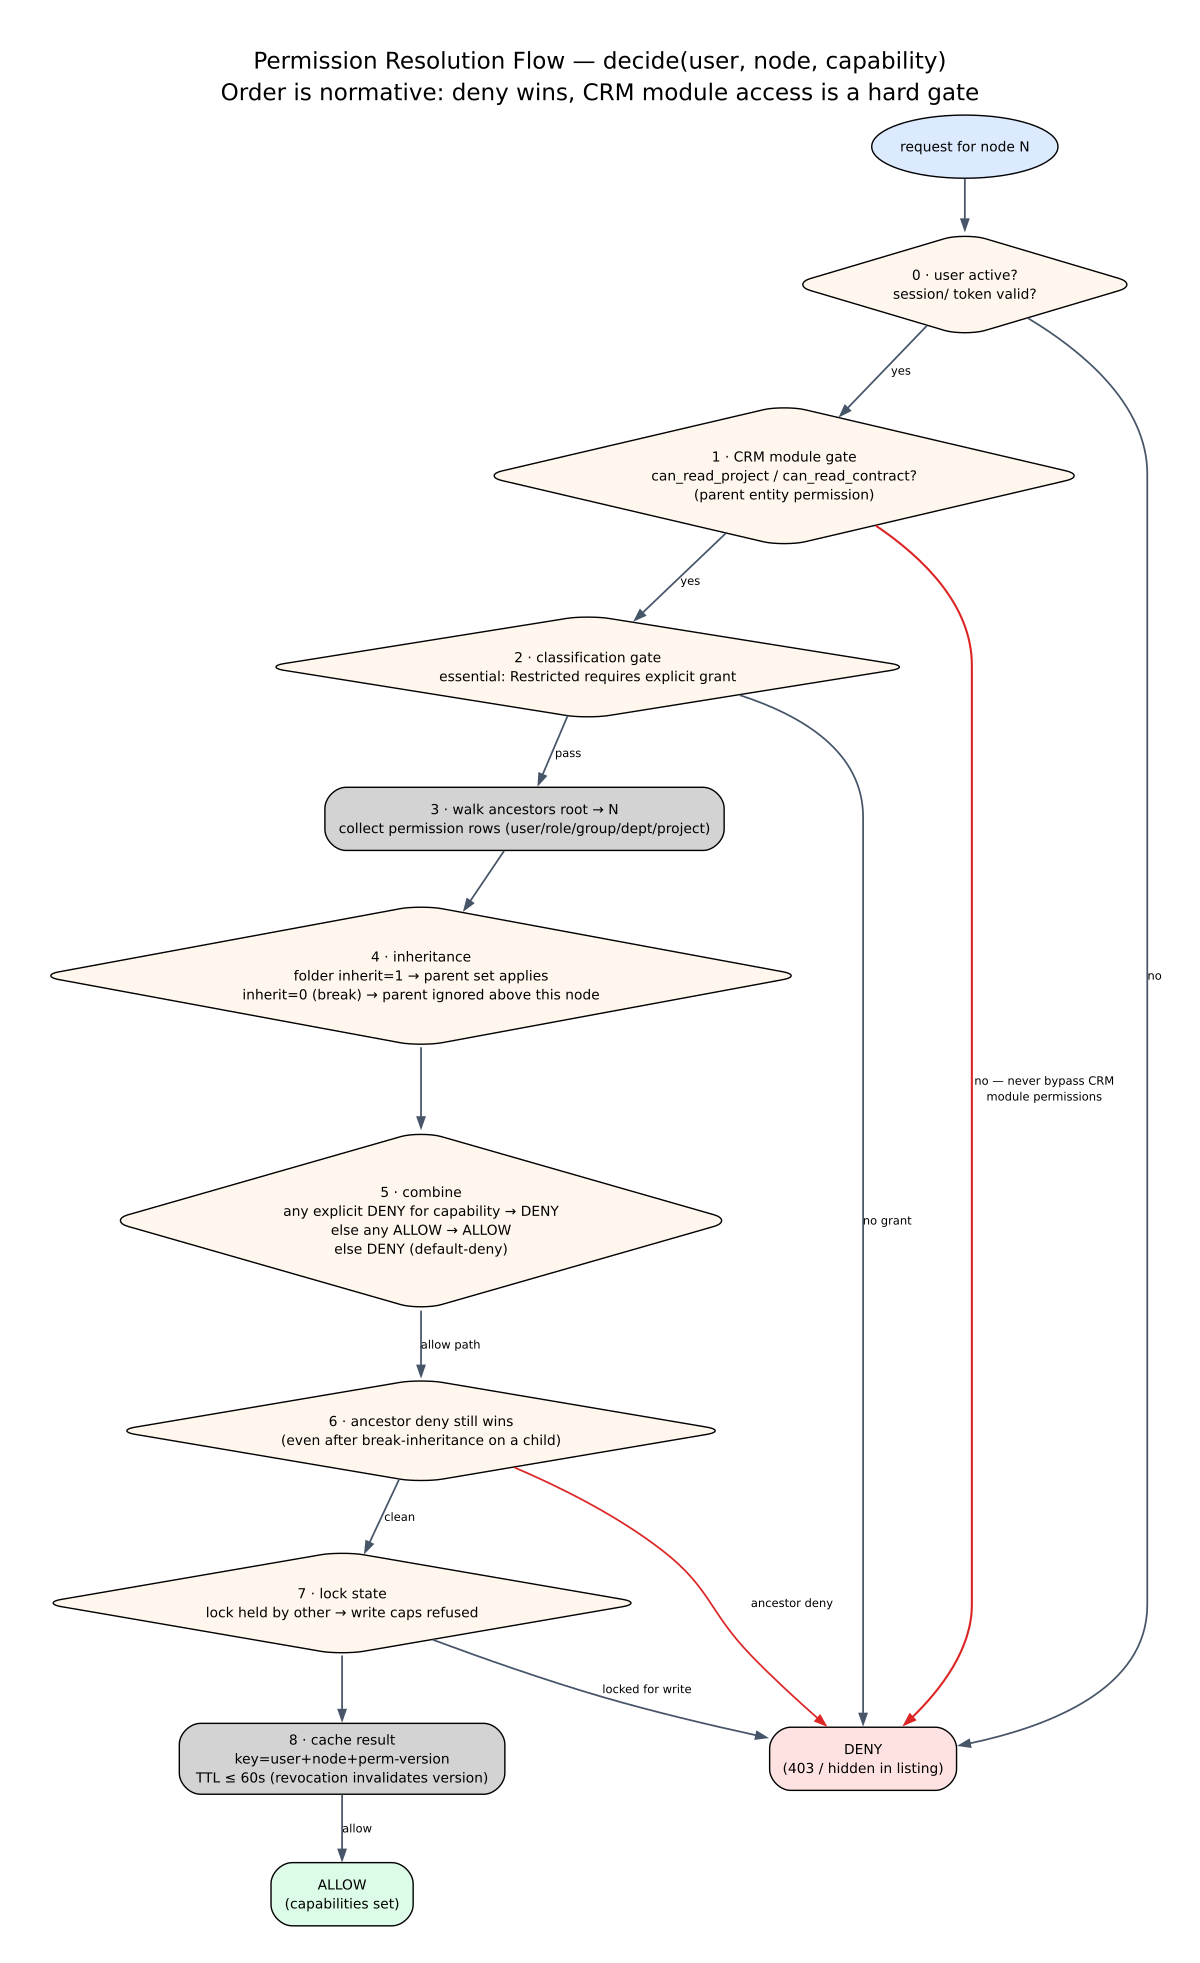 Permission Resolution Flow — decide(user, node, capability)
Order is normative: deny wins, CRM module access is a hard gate
request for node N
0 · user active?
session/ token valid?
yes
1 · CRM module gate
can_read_project / can_read_contract?
(parent entity permission)
yes
2 · classification gate
essential: Restricted requires explicit grant
pass
3 · walk ancestors root → N
collect permission rows (user/role/group/dept/project)
4 · inheritance
folder inherit=1 → parent set applies
inherit=0 (break) → parent ignored above this node
no
no — never bypass CRM
module permissions
5 · combine
any explicit DENY for capability → DENY
else any ALLOW → ALLOW
else DENY (default-deny)
no grant
allow path
6 · ancestor deny still wins
(even after break-inheritance on a child)
clean
7 · lock state
lock held by other → write caps refused
ancestor deny
locked for write
8 · cache result
key=user+node+perm-version
TTL ≤ 60s (revocation invalidates version)
DENY
(403 / hidden in listing)
allow
ALLOW
(capabilities set)